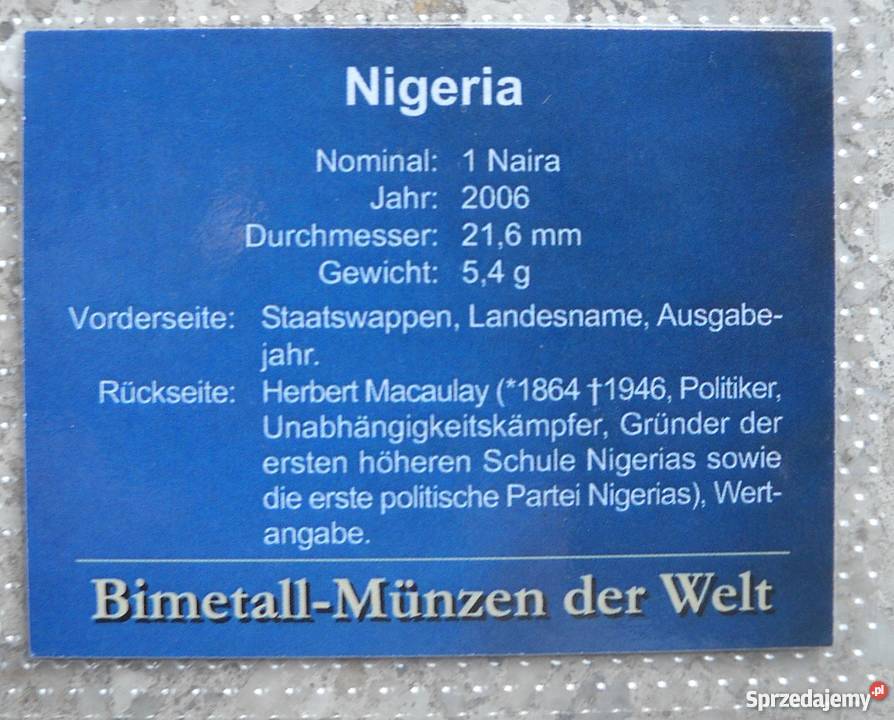 Nigeria
Nominal: 1 Naira
Jahr: 2006
Durchmesser: 21,6 mm
Gewicht: 5,4 g
Vorderseite: Staatswappen, Landesname, Ausgabe-
jahr.
Rückseite: Herbert Macaulay (*1864 †1946, Politiker,
Unabhängigkeitskämpfer, Gründer der
ersten höheren Schule Nigerias sowie
die erste politische Partei Nigerias), Wert-
angabe.
Bimetall-Münzen der Welt
Sprzedajemy.pl